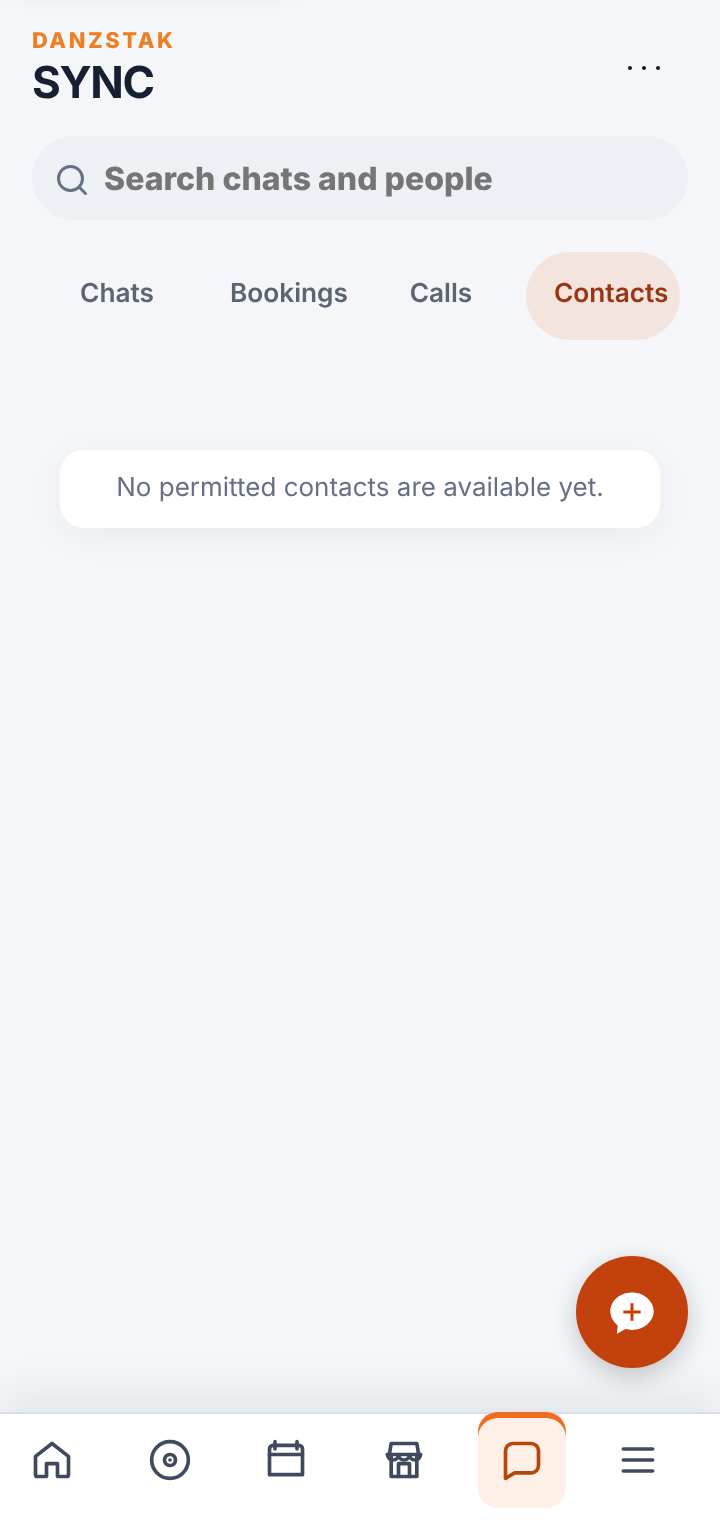 DANZSTAK
SYNC
Search chats and people
Chats Bookings Calls Contacts
No permitted contacts are available yet.